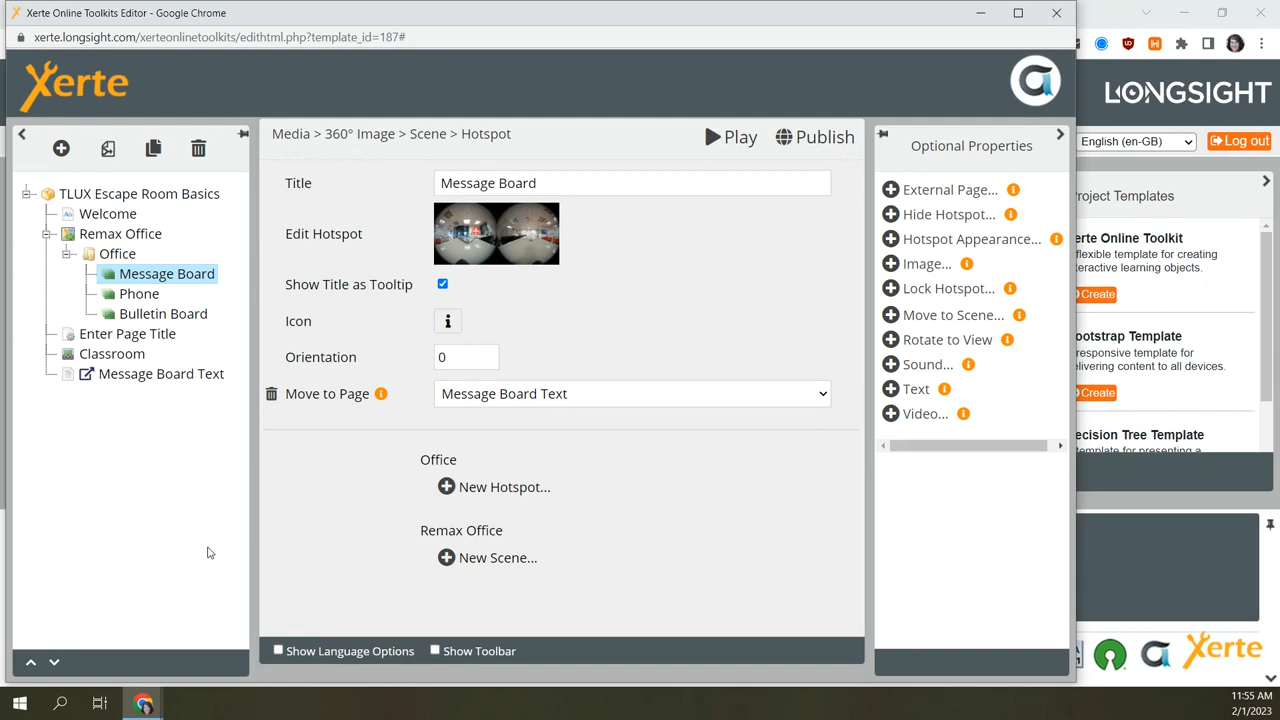 Xerte Online Toolkits Editor - Google Chrome
xerte.longsight.com/xerteonlinetoolkits/edithtml.php?template_id=187#
Xerte
LONGSIGHT
English (en-GB)
Log out
TLUX Escape Room Basics
Welcome
Remax Office
Office
Message Board
Phone
Bulletin Board
Enter Page Title
Classroom
Message Board Text
Media > 360° Image > Scene > Hotspot
Play
Publish
Title
Message Board
Edit Hotspot
Show Title as Tooltip
Icon
Orientation
0
Move to Page
Message Board Text
Office
New Hotspot...
Remax Office
New Scene...
Show Language Options
Show Toolbar
Optional Properties
External Page...
Hide Hotspot...
Hotspot Appearance...
Image...
Lock Hotspot...
Move to Scene...
Rotate to View
Sound...
Text
Video...
Project Templates
erte Online Toolkit
flexible template for creating
teractive learning objects.
Create
ootstrap Template
responsive template for
elivering content to all devices.
Create
ecision Tree Template
template for presenting a
Xerte
11:55 AM
2/1/2023